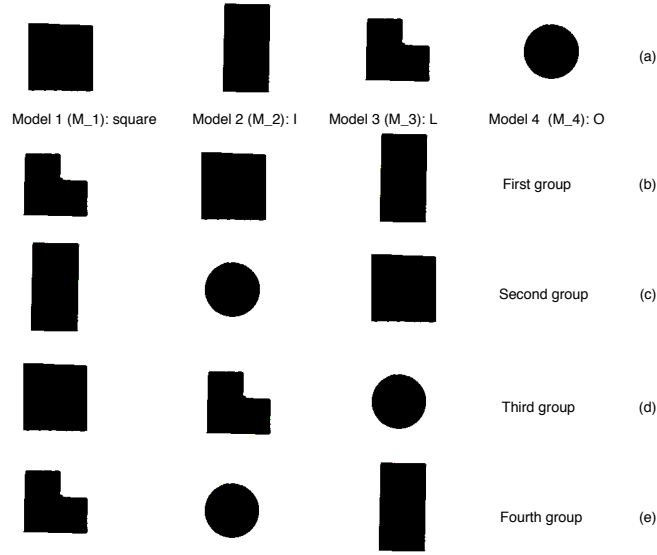 (a)
Model 1 (M_1): square Model 2 (M_2): I Model 3 (M_3): L Model 4 (M_4): O
First group (b)
Second group (c)
Third group (d)
Fourth group (e)